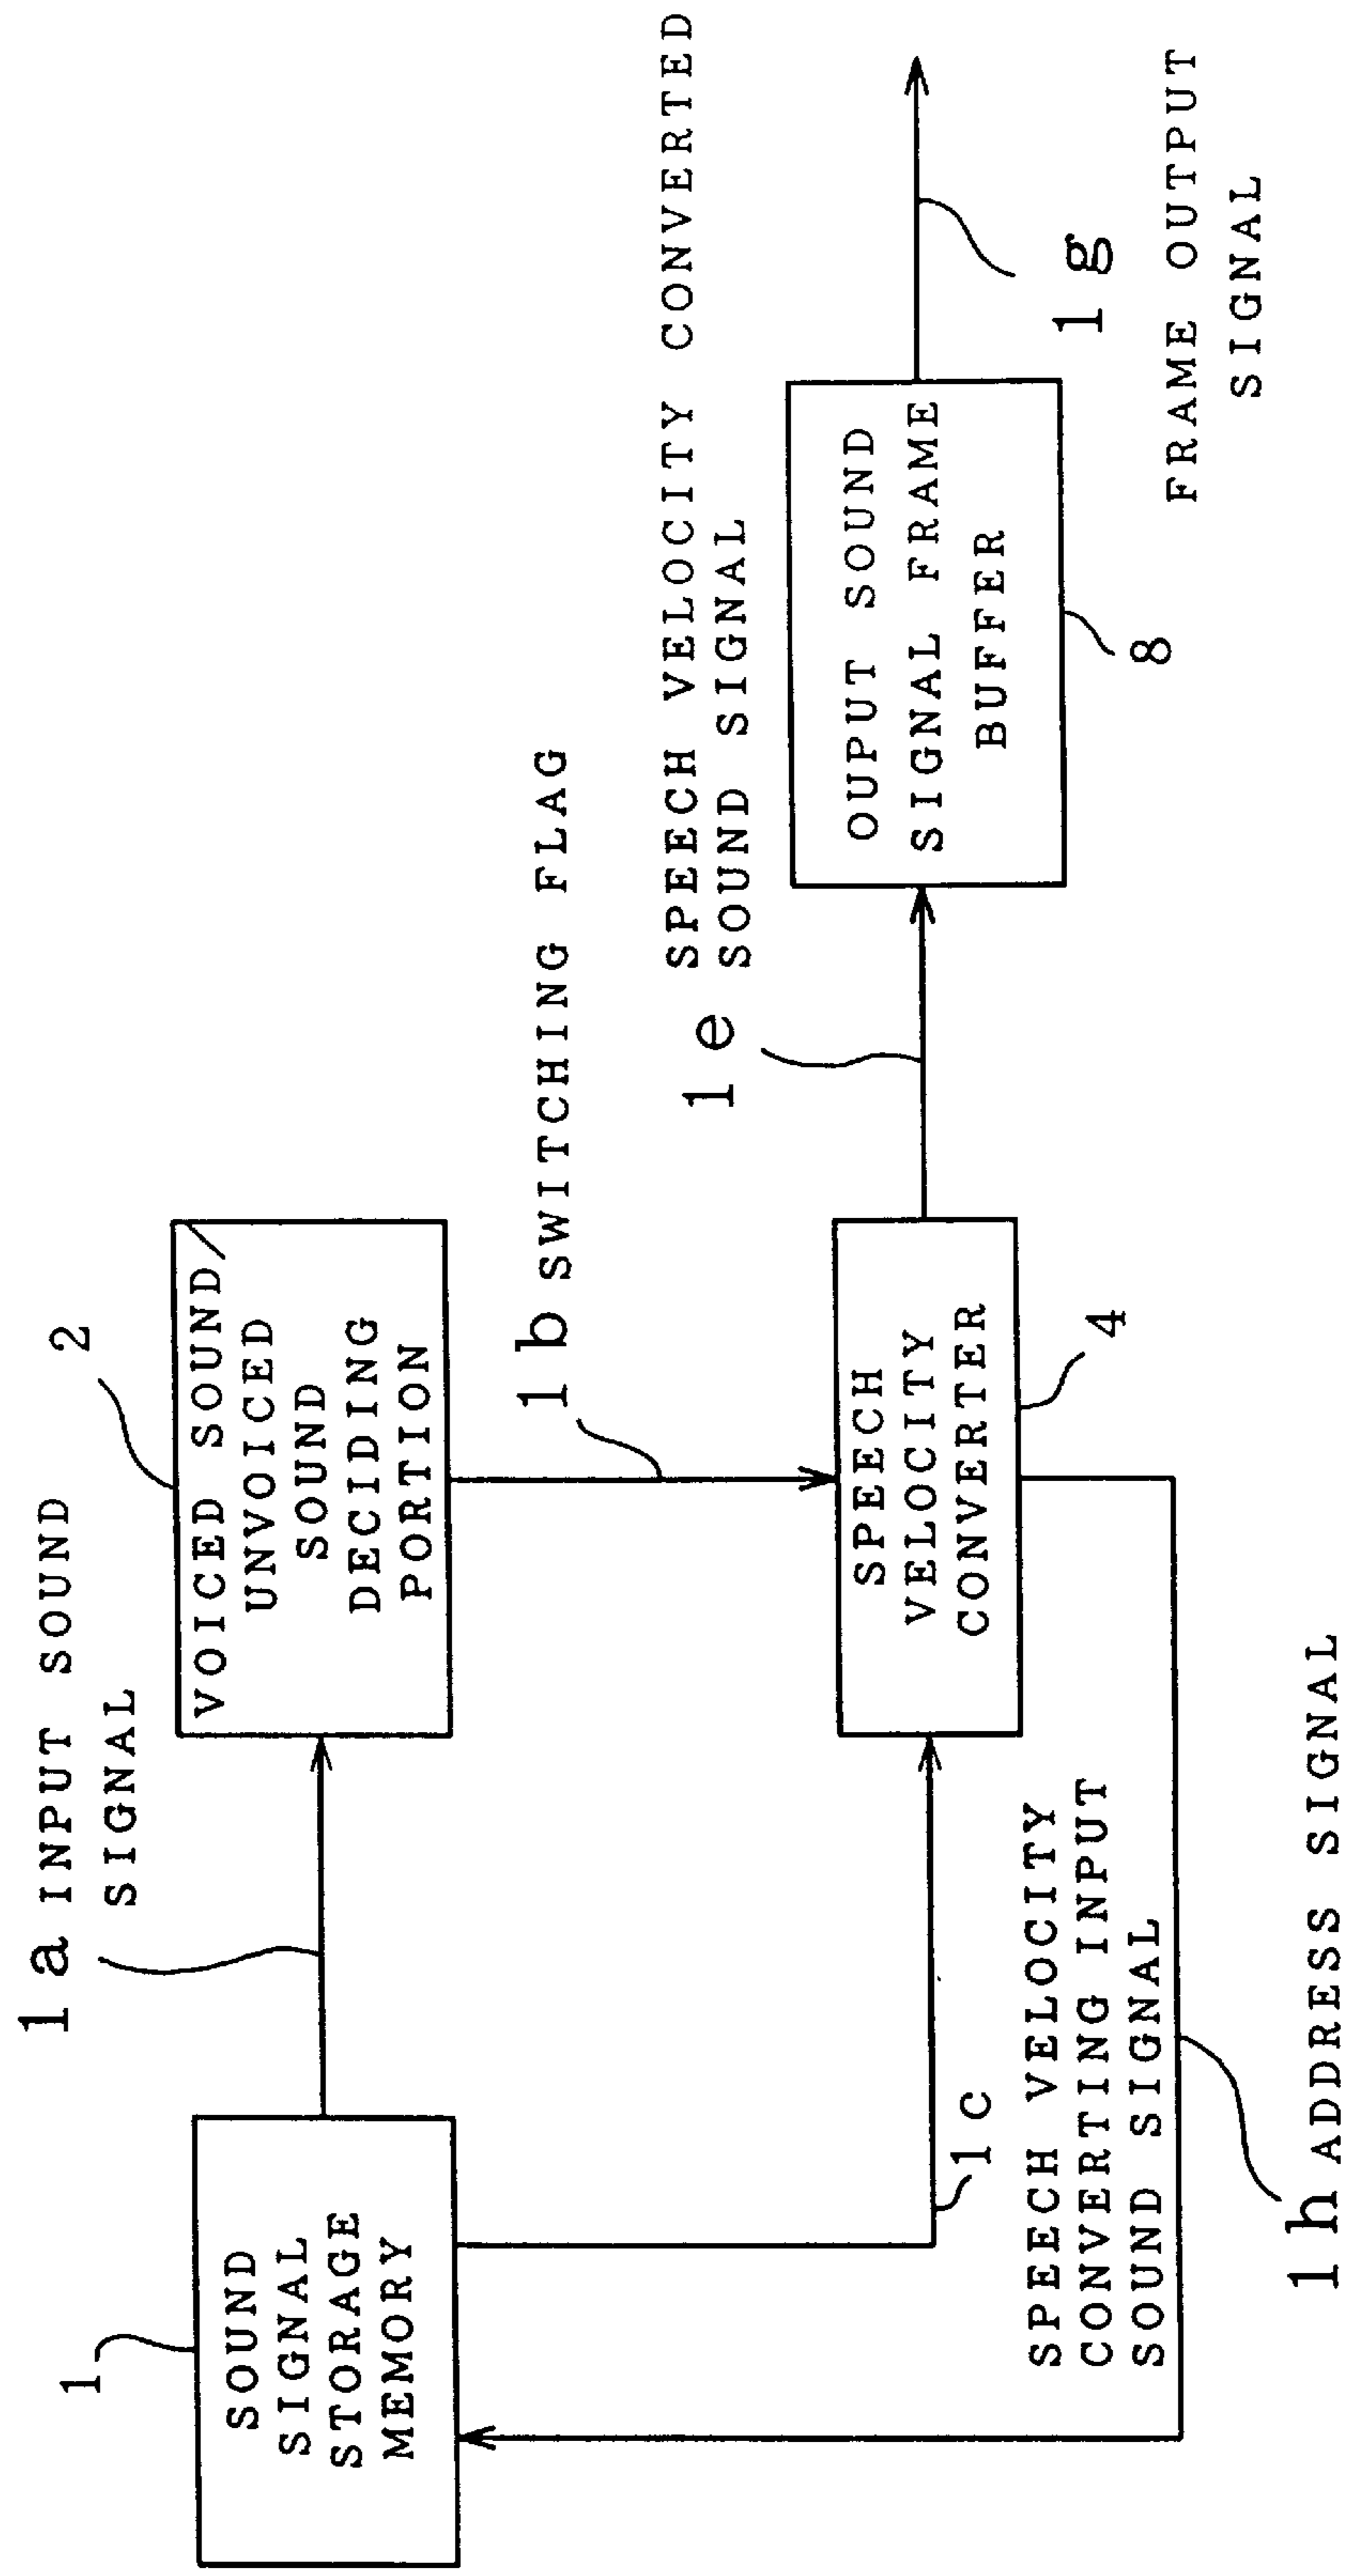 1
SOUND
SIGNAL
STORAGE
MEMORY
1a INPUT SOUND
SIGNAL
2
VOICED SOUND/
UNVOICED
SOUND
DECIDING
PORTION
1b SWITCHING FLAG
1c
SPEECH VELOCITY
CONVERTING INPUT
SOUND SIGNAL
SPEECH
VELOCITY
CONVERTER
4
1h ADDRESS SIGNAL
1e SPEECH VELOCITY CONVERTED
SOUND SIGNAL
OUPUT SOUND
SIGNAL FRAME
BUFFER
8
1g
FRAME OUTPUT
SIGNAL